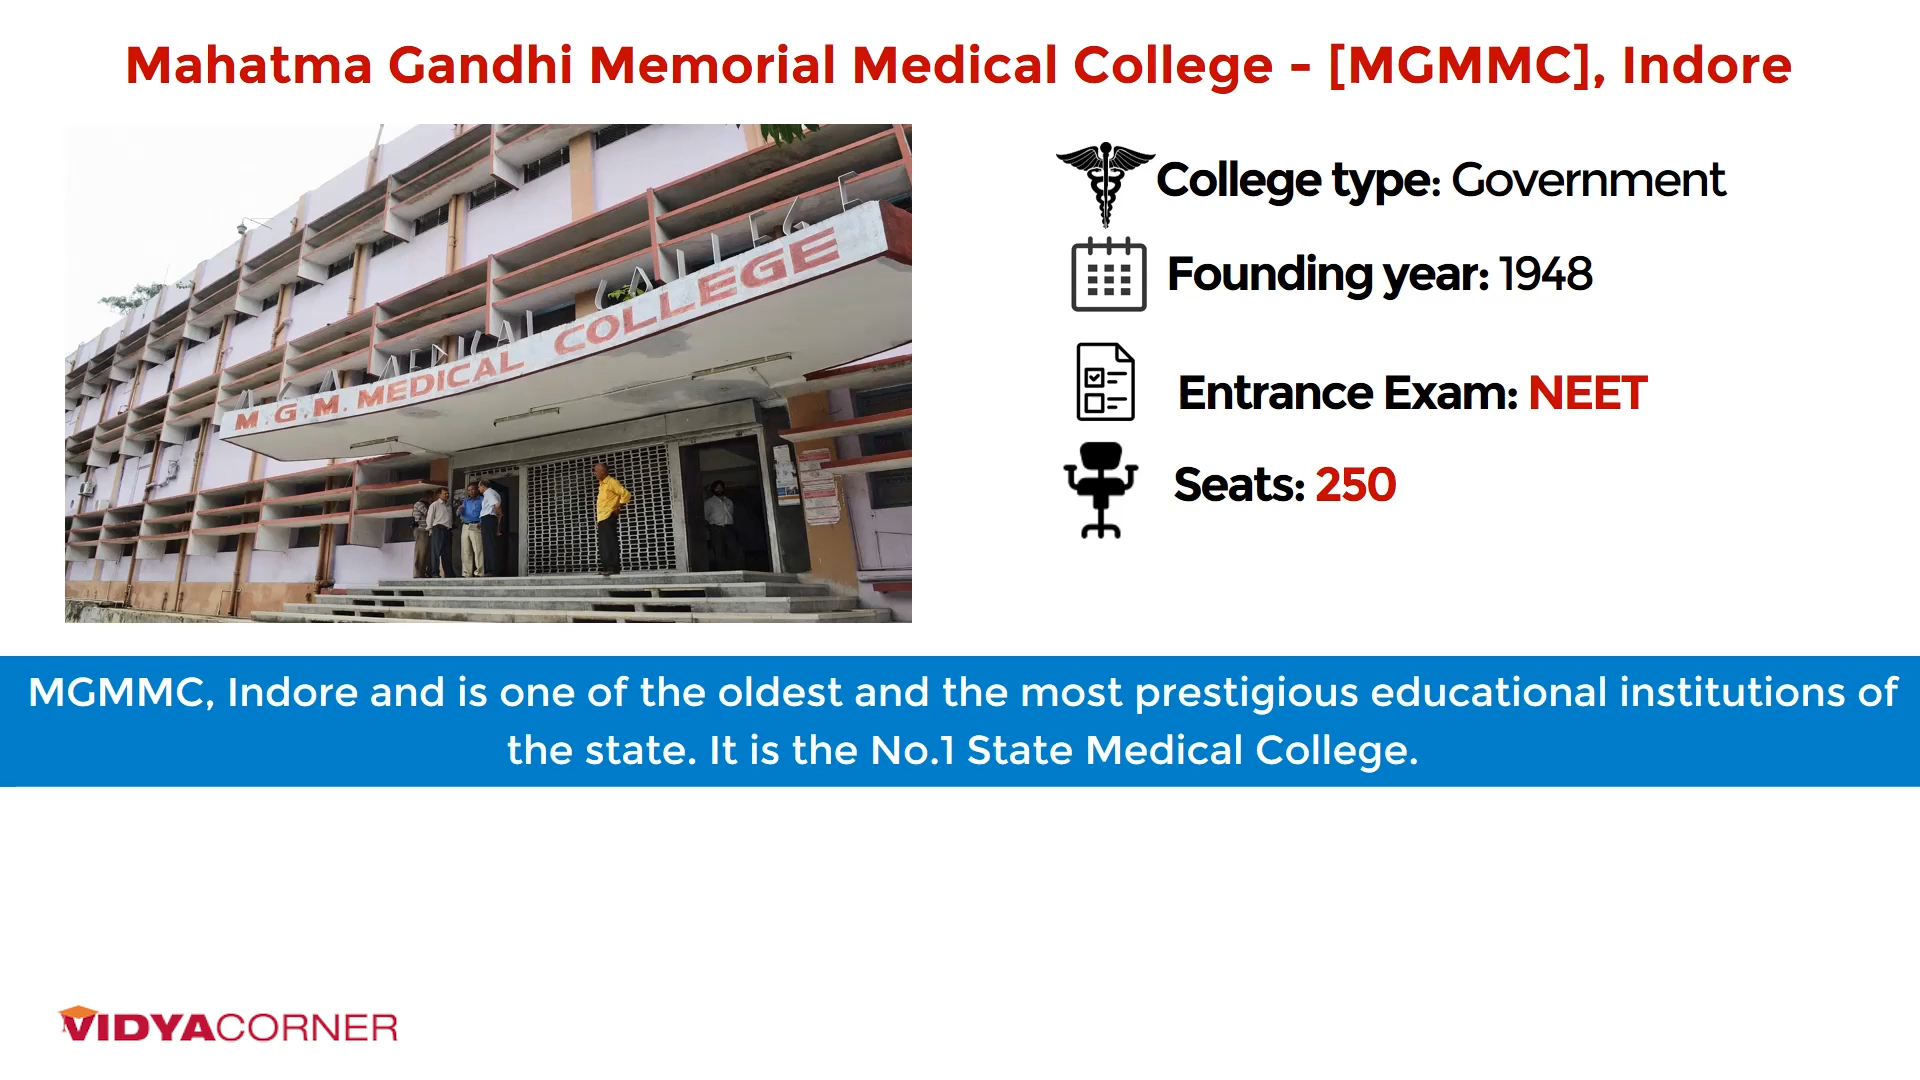 Mahatma Gandhi Memorial Medical College - [MGMMC], Indore
M.G.M. MEDICAL COLLEGE
College type: Government
Founding year: 1948
Entrance Exam: NEET
Seats: 250
MGMMC, Indore and is one of the oldest and the most prestigious educational institutions of
the state. It is the No.1 State Medical College.
VIDYACORNER